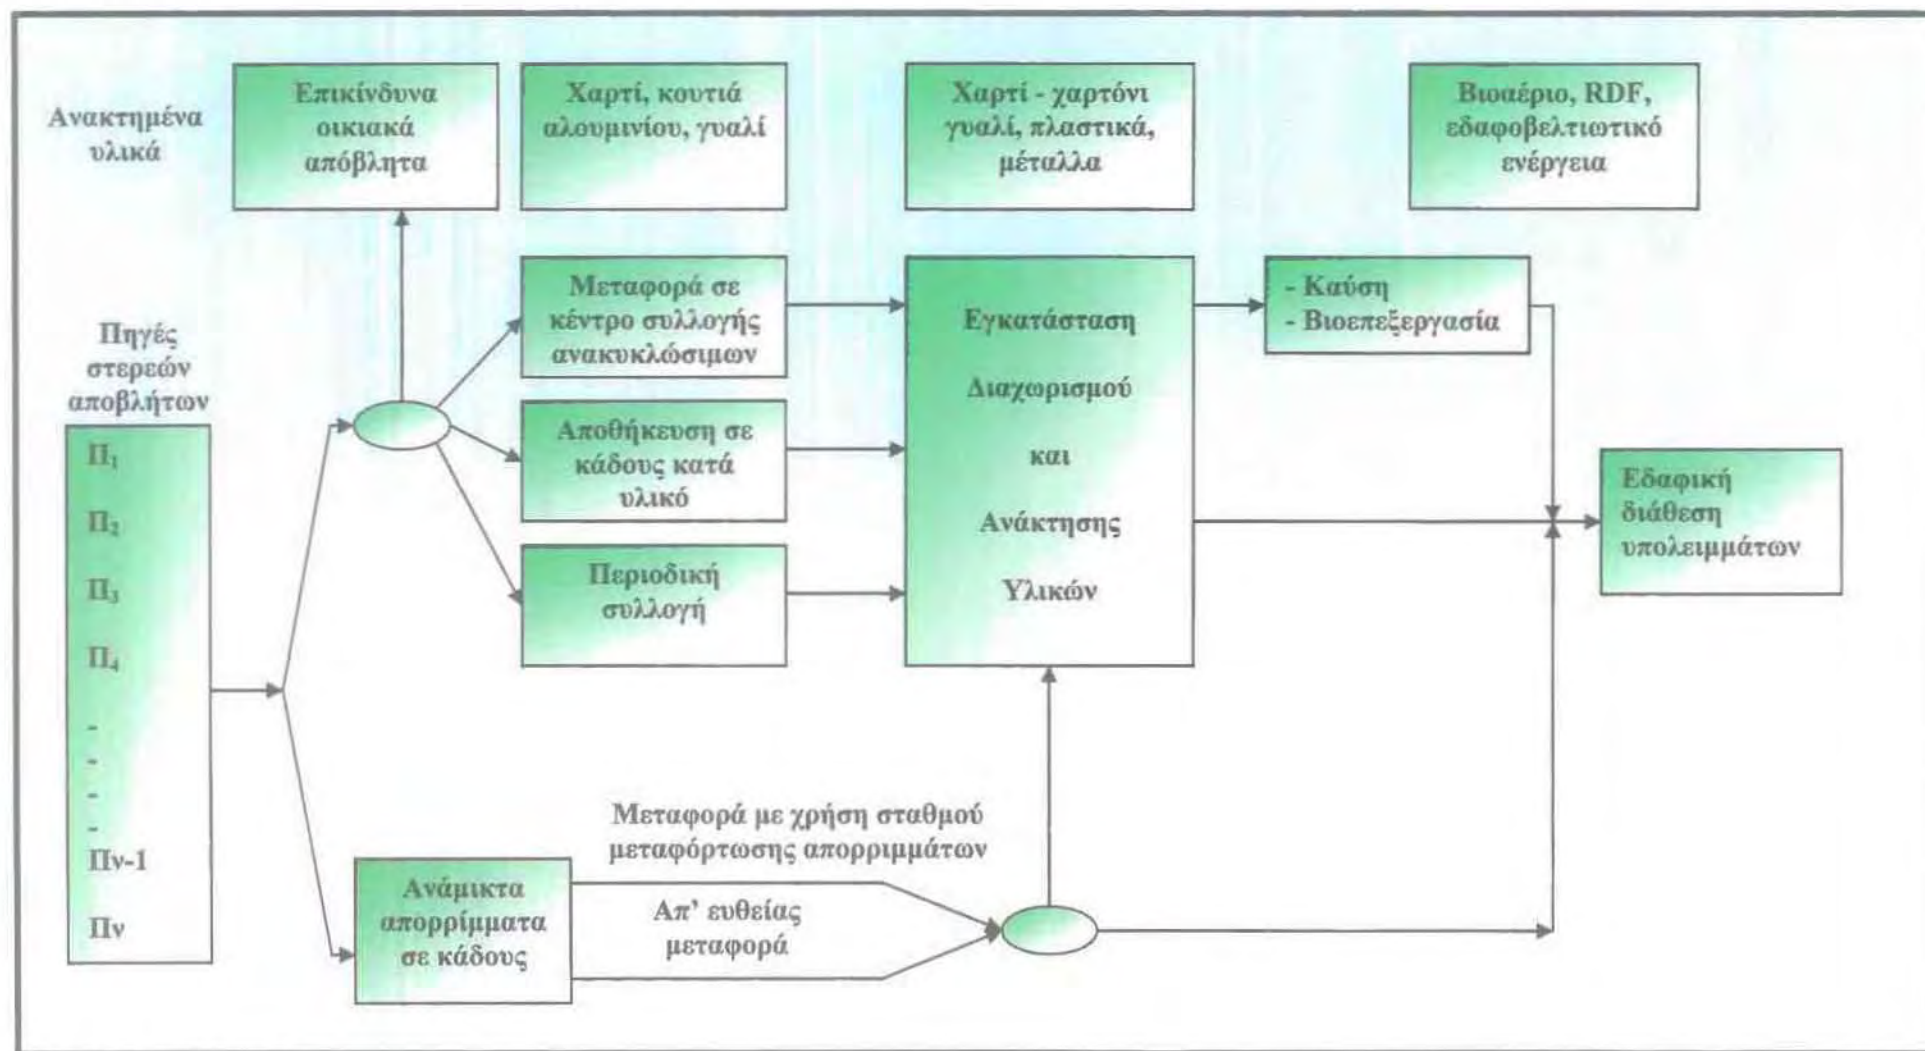 Ανακτημένα
υλικά
Επικίνδυνα
οικιακά
απόβλητα
Χαρτί, κουτιά
αλουμινίου, γυαλί
Χαρτί - χαρτόνι
γυαλί, πλαστικά,
μέταλλα
Βιοαέριο, RDF,
εδαφοβελτιωτικό
ενέργεια
Πηγές
στερεών
αποβλήτων
Π₁
Π₂
Π₃
Π₄
-
-
-
-
Πν-1
Πν
Μεταφορά σε
κέντρο συλλογής
ανακυκλώσιμων
Αποθήκευση σε
κάδους κατά
υλικό
Περιοδική
συλλογή
Εγκατάσταση
Διαχωρισμού
και
Ανάκτησης
Υλικών
- Καύση
- Βιοεπεξεργασία
Εδαφική
διάθεση
υπολειμμάτων
Ανάμικτα
απορρίμματα
σε κάδους
Μεταφορά με χρήση σταθμού
μεταφόρτωσης απορριμμάτων
Απ’ ευθείας
μεταφορά